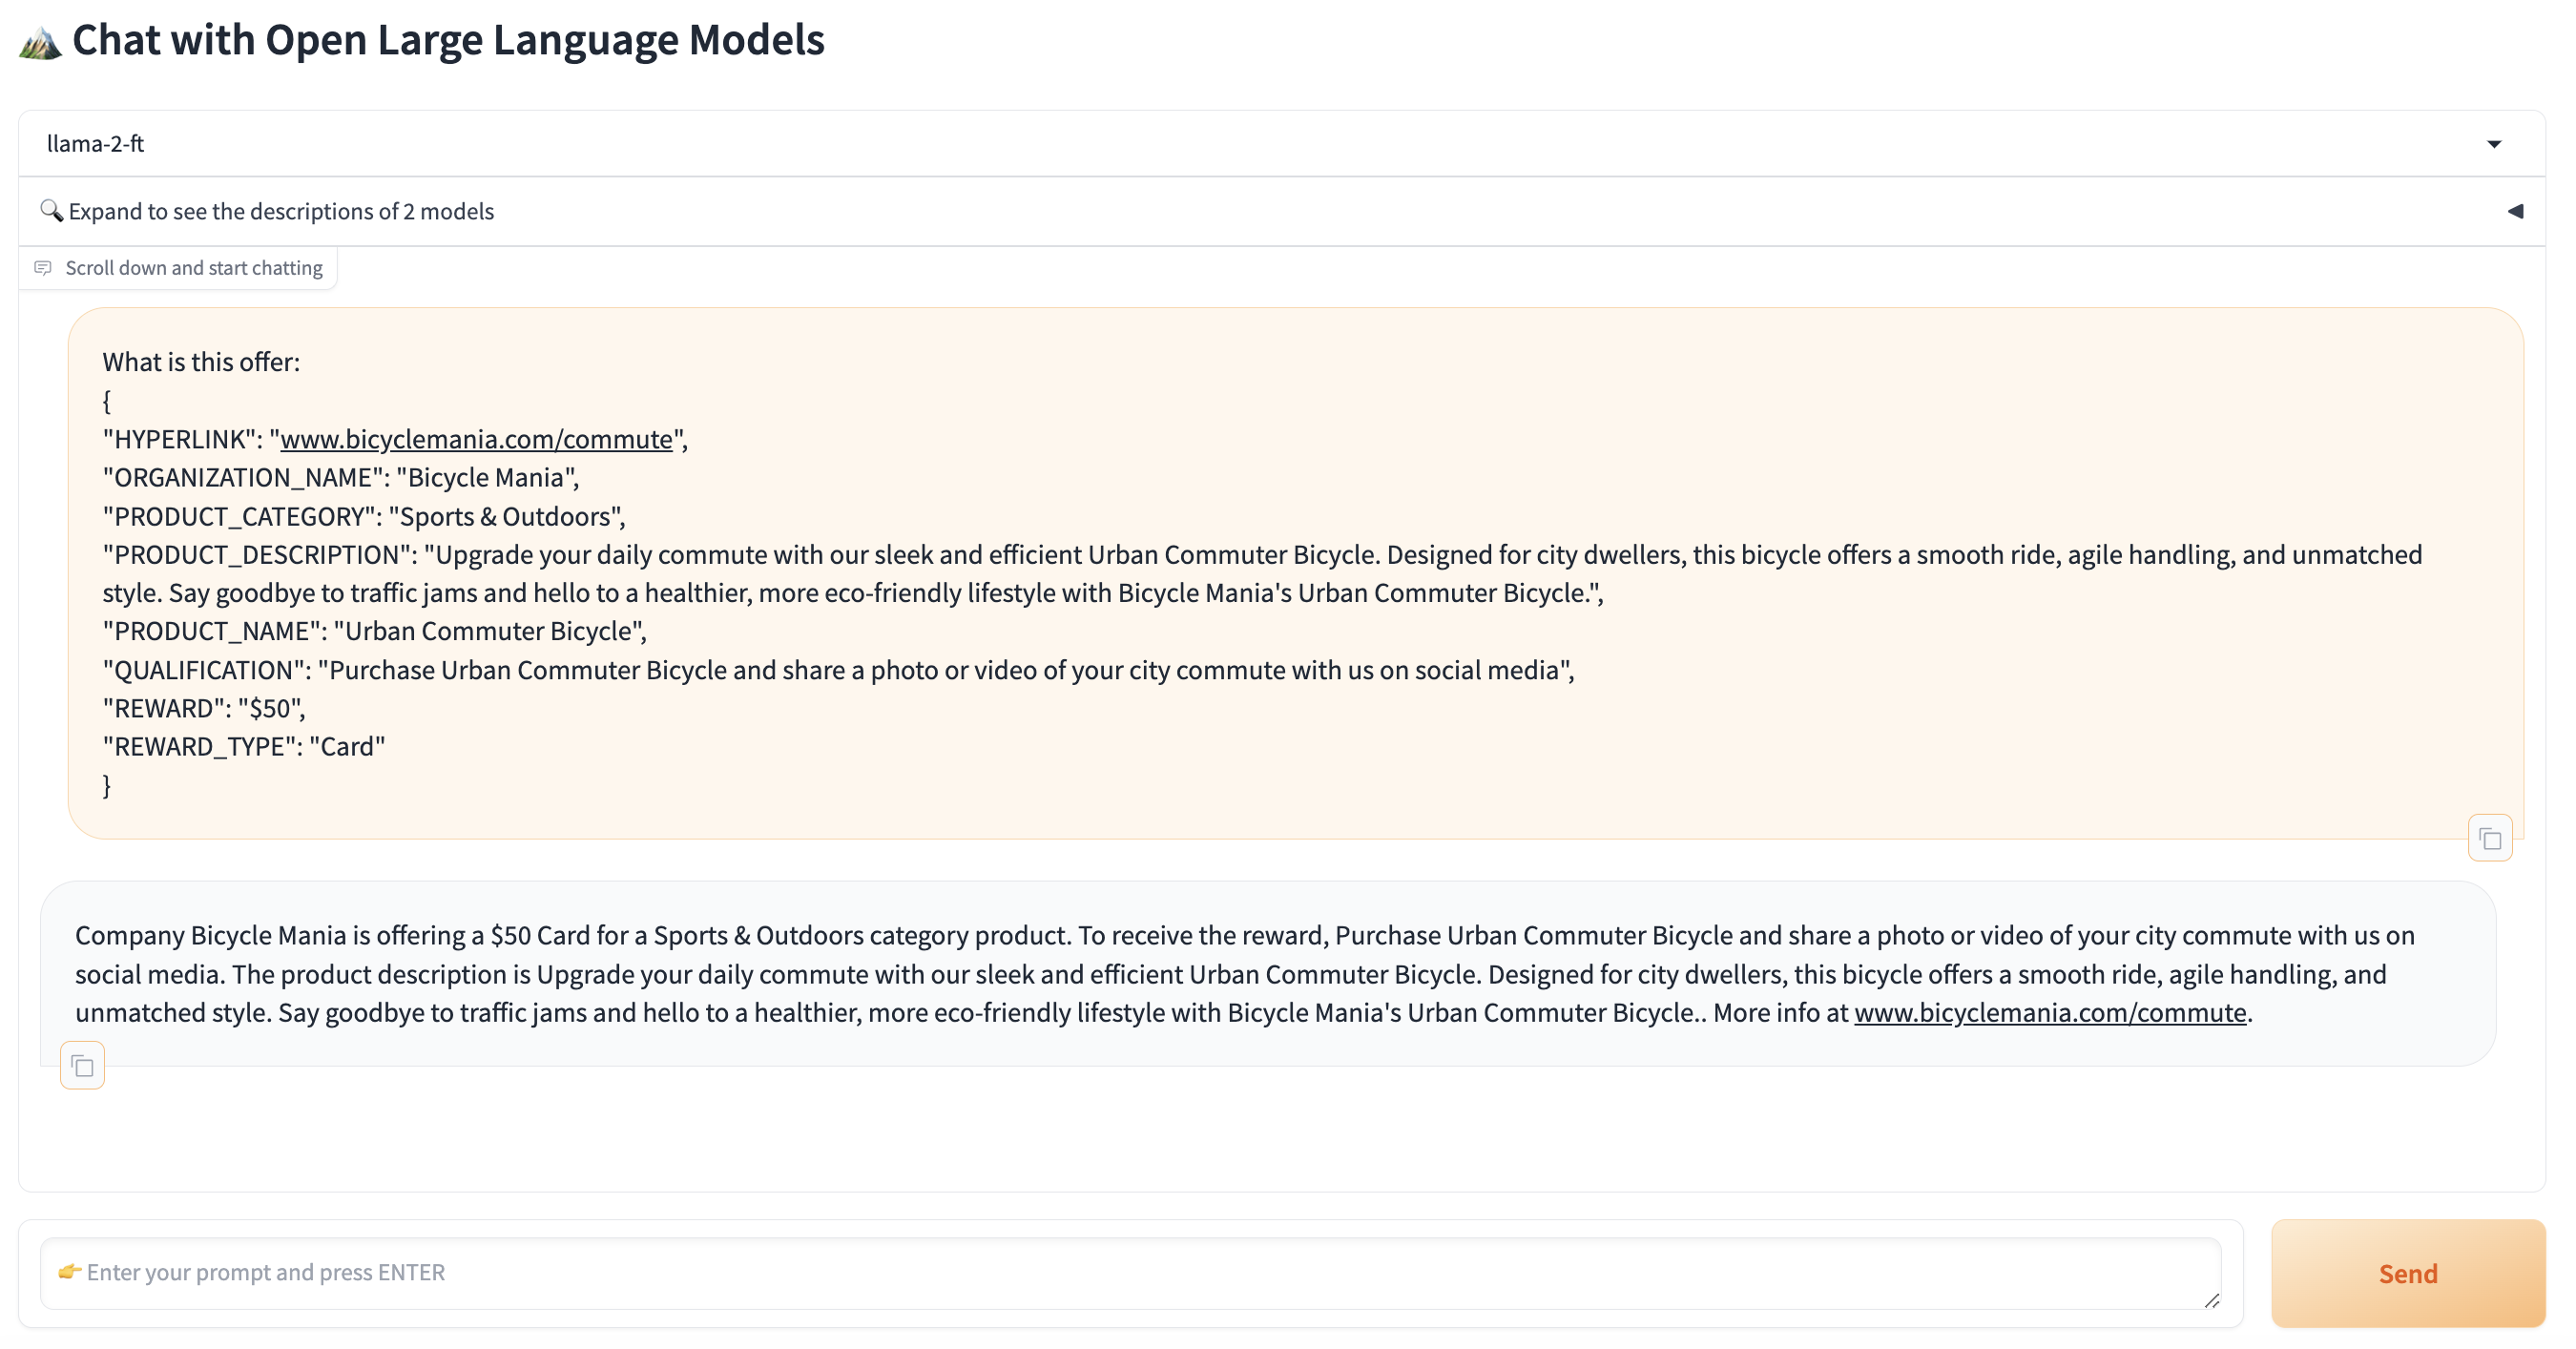 Chat with Open Large Language Models
llama-2-ft
Expand to see the descriptions of 2 models
Scroll down and start chatting
What is this offer:
{
"HYPERLINK": "www.bicyclemania.com/commute",
"ORGANIZATION_NAME": "Bicycle Mania",
"PRODUCT_CATEGORY": "Sports & Outdoors",
"PRODUCT_DESCRIPTION": "Upgrade your daily commute with our sleek and efficient Urban Commuter Bicycle. Designed for city dwellers, this bicycle offers a smooth ride, agile handling, and unmatched
style. Say goodbye to traffic jams and hello to a healthier, more eco-friendly lifestyle with Bicycle Mania's Urban Commuter Bicycle.",
"PRODUCT_NAME": "Urban Commuter Bicycle",
"QUALIFICATION": "Purchase Urban Commuter Bicycle and share a photo or video of your city commute with us on social media",
"REWARD": "$50",
"REWARD_TYPE": "Card"
}
Company Bicycle Mania is offering a $50 Card for a Sports & Outdoors category product. To receive the reward, Purchase Urban Commuter Bicycle and share a photo or video of your city commute with us on
social media. The product description is Upgrade your daily commute with our sleek and efficient Urban Commuter Bicycle. Designed for city dwellers, this bicycle offers a smooth ride, agile handling, and
unmatched style. Say goodbye to traffic jams and hello to a healthier, more eco-friendly lifestyle with Bicycle Mania's Urban Commuter Bicycle.. More info at www.bicyclemania.com/commute.
👉 Enter your prompt and press ENTER
Send